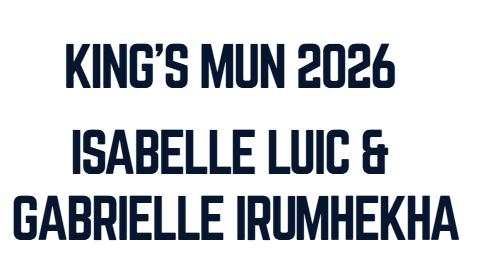 KING'S MUN 2026
ISABELLE LUIC &
GABRIELLE IRUMHEKHA